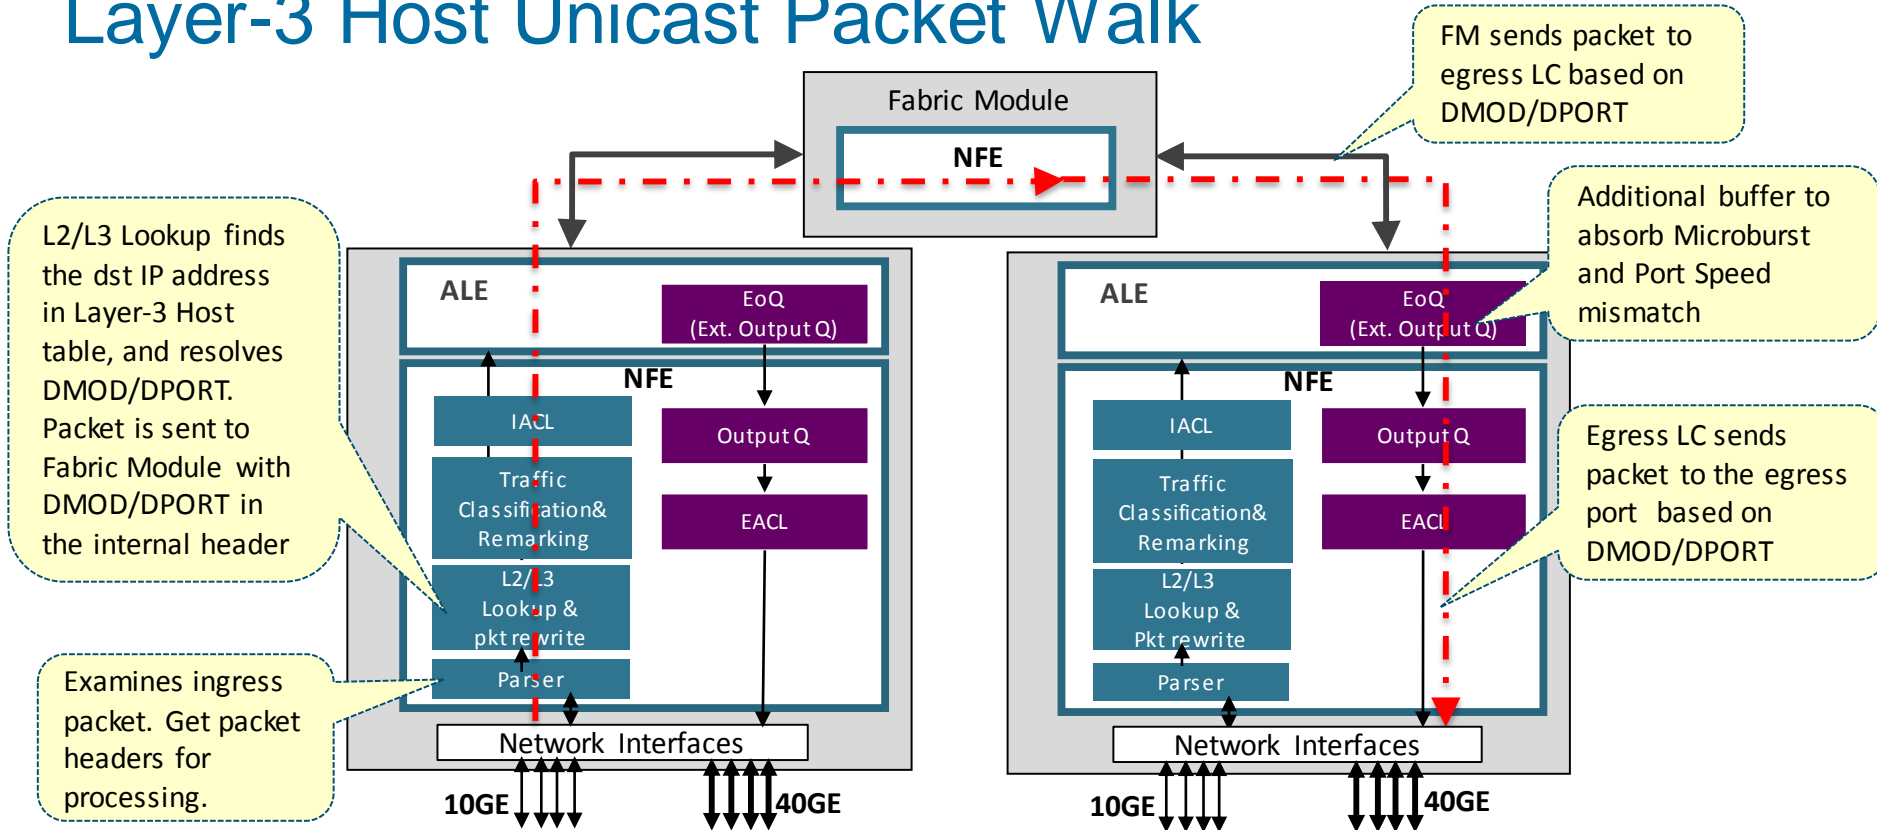 Layer-3 Host Unicast Packet Walk
FM sends packet to
egress LC based on
DMOD/DPORT
Fabric Module
NFE
Additional buffer to
absorb Microburst
and Port Speed
mismatch
L2/L3 Lookup finds
the dst IP address
in Layer-3 Host
table, and resolves
DMOD/DPORT.
Packet is sent to
Fabric Module with
DMOD/DPORT in
the internal header
Examines ingress
packet. Get packet
headers for
processing.
ALE
EoQ
(Ext. Output Q)
NFE
IACL
Traffic
Classification&
Remarking
L2/L3
Lookup &
pkt rewrite
Parser
Output Q
EACL
Network Interfaces
10GE
40GE
ALE
EoQ
(Ext. Output Q)
NFE
IACL
Traffic
Classification&
Remarking
L2/L3
Lookup &
Pkt rewrite
Parser
Output Q
EACL
Network Interfaces
10GE
40GE
Egress LC sends
packet to the egress
port based on
DMOD/DPORT